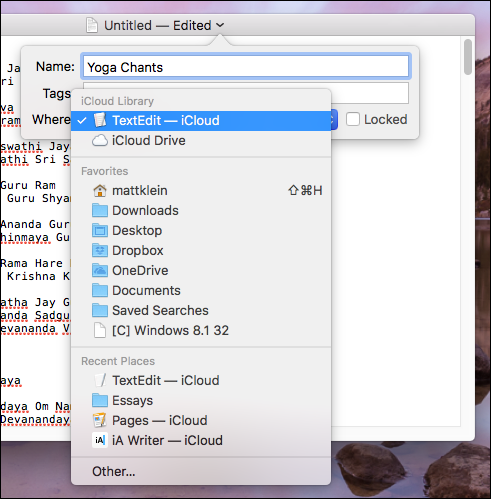 Untitled — Edited
Name: Yoga Chants
Tags
Where
Locked
iCloud Library
✓ TextEdit — iCloud
iCloud Drive
Favorites
mattklein ⇧⌘H
Downloads
Desktop
Dropbox
OneDrive
Documents
Saved Searches
[C] Windows 8.1 32
Recent Places
TextEdit — iCloud
Essays
Pages — iCloud
iA Writer — iCloud
Other...
Ja
ri
va
ram
swathi Jay
athi Sri S
Guru Ram
Guru Shya
Ananda Gur
hinmaya Gu
Rama Hare
Krishna K
atha Jay G
anda Sadgu
evananda V
aya
daya Om Na
Devananday